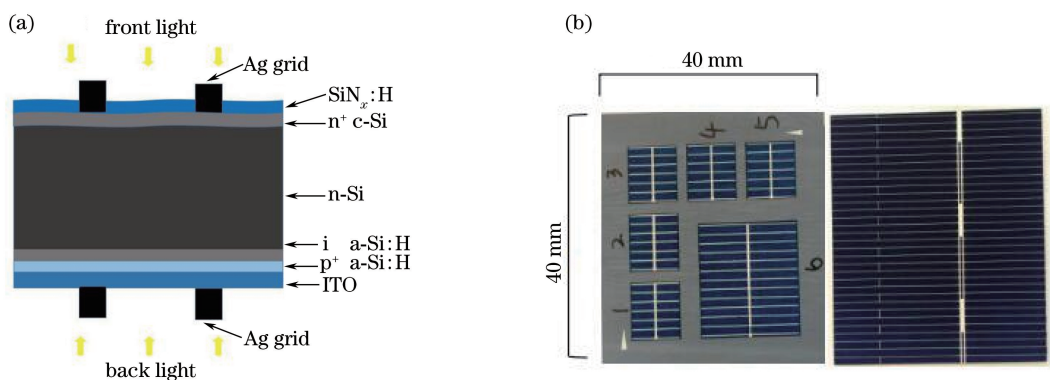 (a)
front light
Ag grid
SiNₓ:H
n⁺ c-Si
n-Si
i a-Si:H
p⁺ a-Si:H
ITO
Ag grid
back light
(b)
40 mm
40 mm
4
5
3
2
1
6